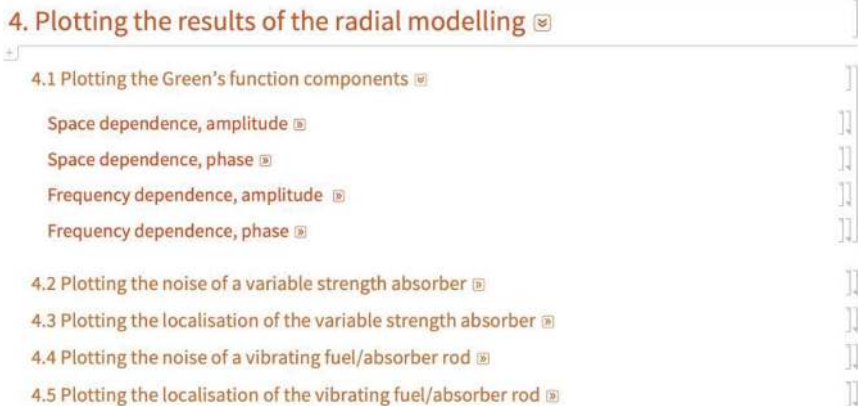 4. Plotting the results of the radial modelling
4.1 Plotting the Green's function components
Space dependence, amplitude
Space dependence, phase
Frequency dependence, amplitude
Frequency dependence, phase
4.2 Plotting the noise of a variable strength absorber
4.3 Plotting the localisation of the variable strength absorber
4.4 Plotting the noise of a vibrating fuel/absorber rod
4.5 Plotting the localisation of the vibrating fuel/absorber rod